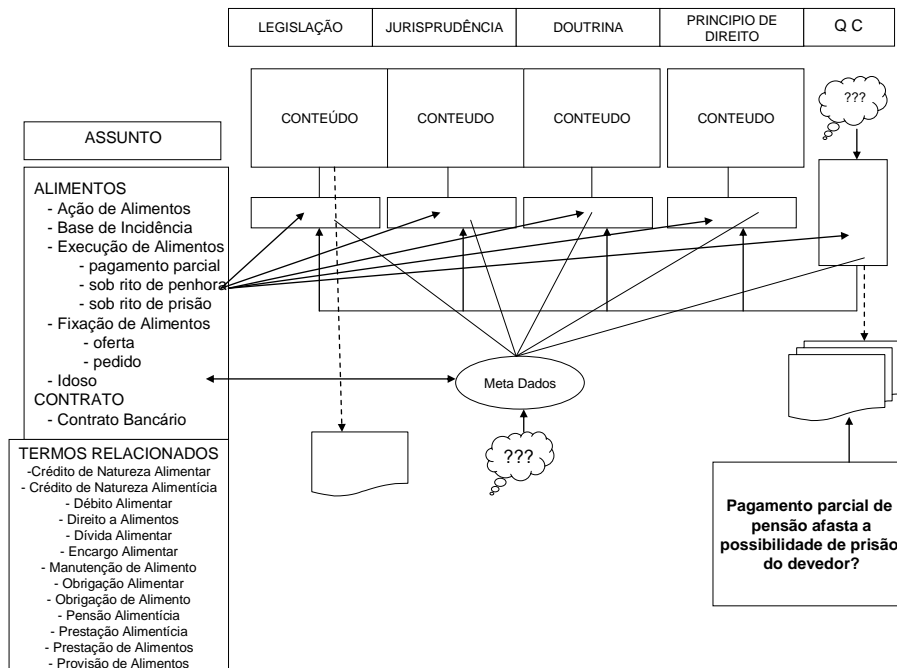 LEGISLAÇÃO
JURISPRUDÊNCIA
DOUTRINA
PRINCIPIO DE
DIREITO
Q C
CONTEÚDO
CONTEUDO
CONTEUDO
CONTEUDO
???
ASSUNTO
ALIMENTOS
- Ação de Alimentos
- Base de Incidência
- Execução de Alimentos
- pagamento parcial
- sob rito de penhora
- sob rito de prisão
- Fixação de Alimentos
- oferta
- pedido
- Idoso
CONTRATO
- Contrato Bancário
Meta Dados
???
TERMOS RELACIONADOS
-Crédito de Natureza Alimentar
- Crédito de Natureza Alimentícia
- Débito Alimentar
- Direito a Alimentos
- Dívida Alimentar
- Encargo Alimentar
- Manutenção de Alimento
- Obrigação Alimentar
- Obrigação de Alimento
- Pensão Alimentícia
- Prestação Alimentícia
- Prestação de Alimentos
- Provisão de Alimentos
Pagamento parcial de
pensão afasta a
possibilidade de prisão
do devedor?